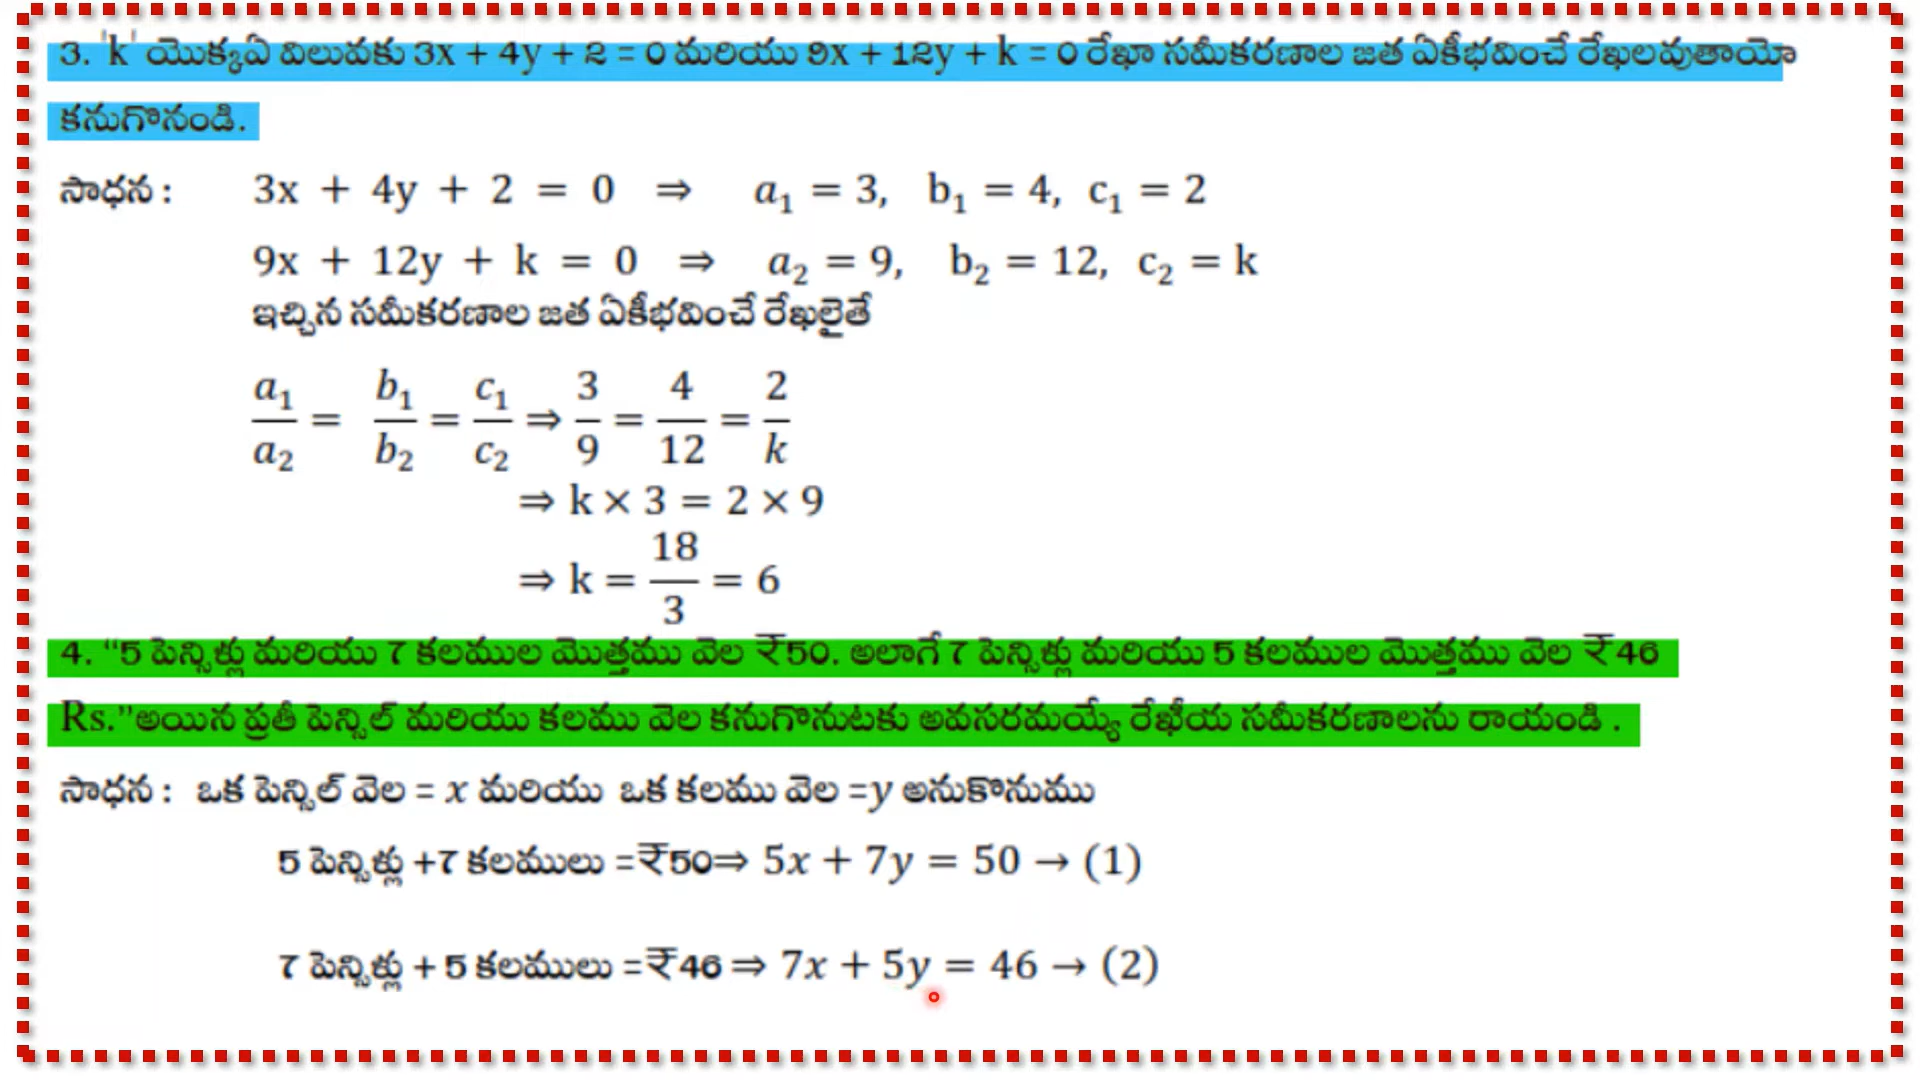 3. 'k' యొక్కఏ విలువకు 3x + 4y + 2 = 0 మరియు 9x + 12y + k = 0 రేఖా సమీకరణాల జత ఏకీభవించే రేఖలవుతాయో
కనుగొనండి.
సాధన : 3x + 4y + 2 = 0 ⇒ a₁ = 3, b₁ = 4, c₁ = 2
9x + 12y + k = 0 ⇒ a₂ = 9, b₂ = 12, c₂ = k
ఇచ్చిన సమీకరణాల జత ఏకీభవించే రేఖలైతే
a₁/a₂ = b₁/b₂ = c₁/c₂ ⇒ 3/9 = 4/12 = 2/k
⇒ k × 3 = 2 × 9
⇒ k = 18/3 = 6
4. “5 పెన్సిళ్లు మరియు 7 కలముల మొత్తము వెల ₹50. అలాగే 7 పెన్సిళ్లు మరియు 5 కలముల మొత్తము వెల ₹46
Rs.”అయిన ప్రతీ పెన్సిల్ మరియు కలము వెల కనుగొనుటకు అవసరమయ్యే రేఖీయ సమీకరణాలను రాయండి .
సాధన : ఒక పెన్సిల్ వెల = x మరియు ఒక కలము వెల =y అనుకొనుము
5 పెన్సిళ్లు +7 కలములు =₹50⇒ 5x + 7y = 50 → (1)
7 పెన్సిళ్లు + 5 కలములు =₹46 ⇒ 7x + 5y = 46 → (2)